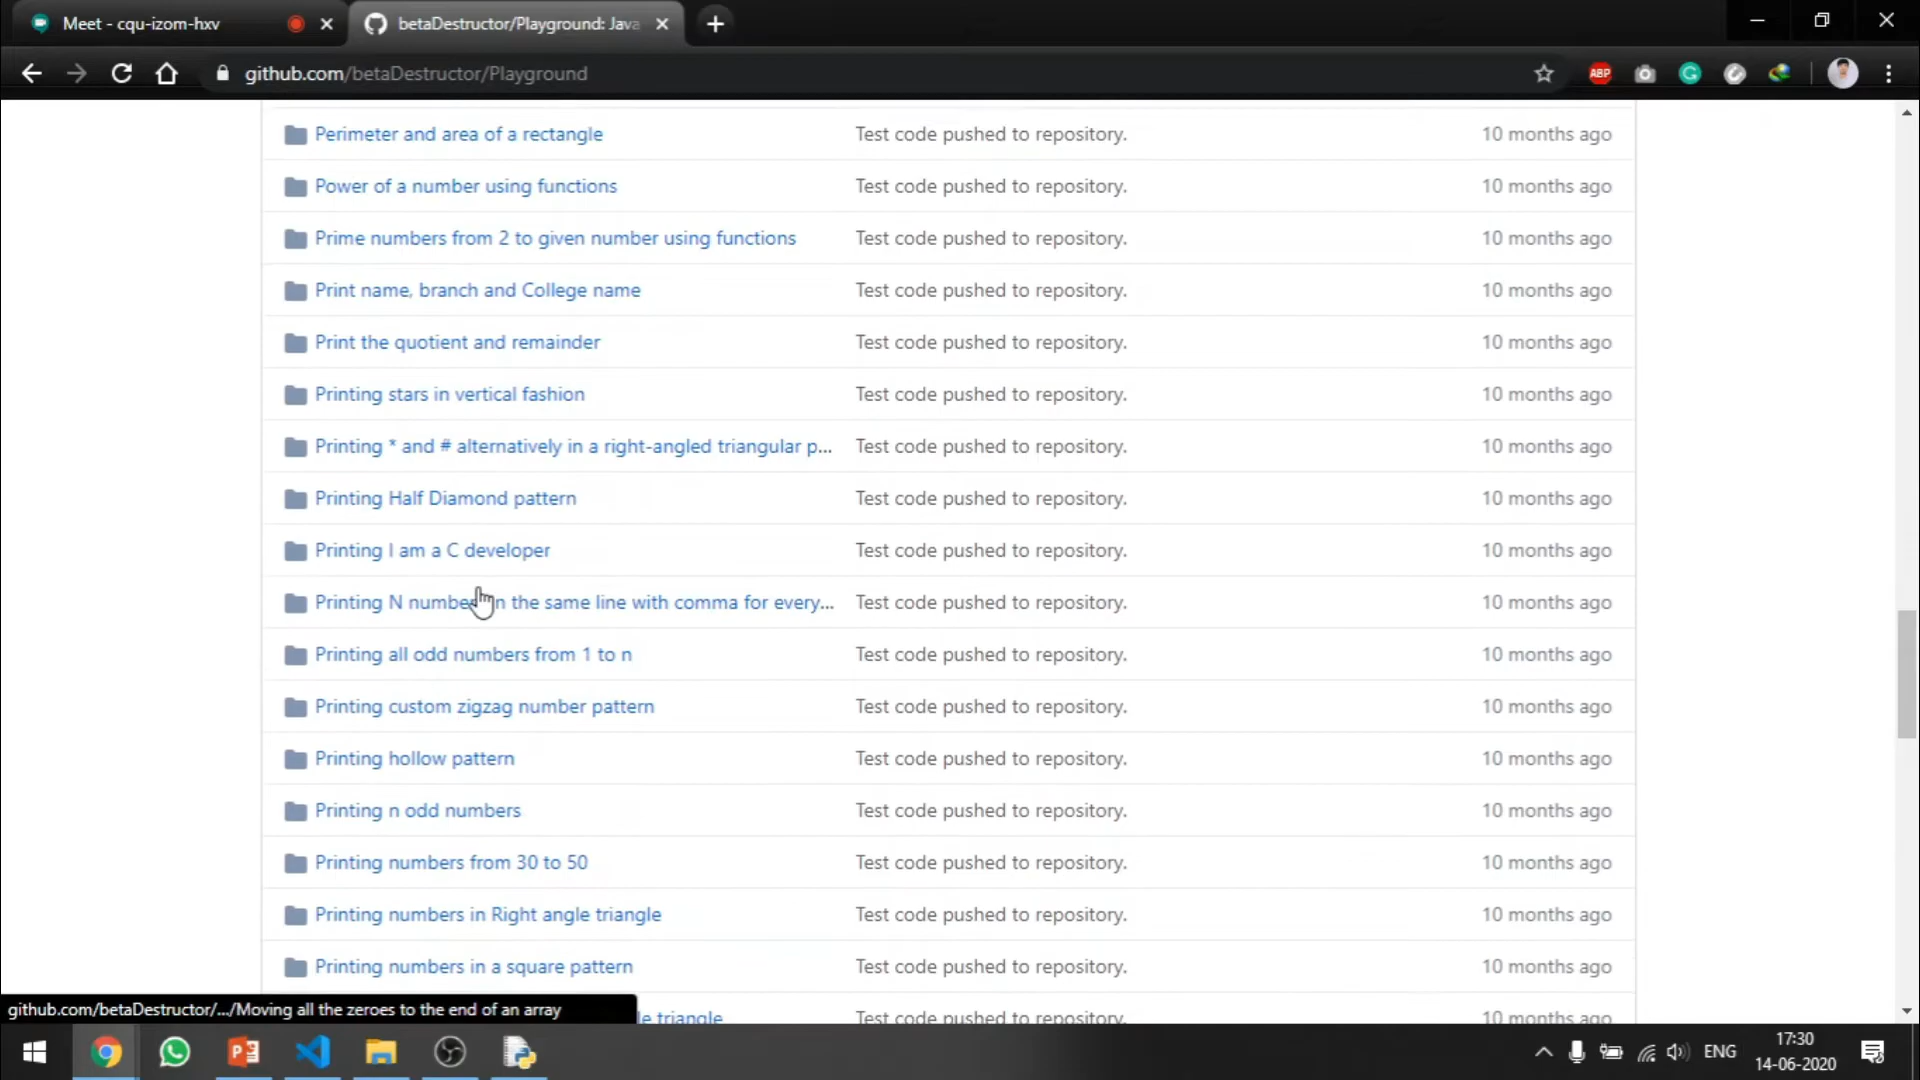 Meet - cqu-izom-hxv
betaDestructor/Playground: Java
github.com/betaDestructor/Playground
ABP
Perimeter and area of a rectangle Test code pushed to repository. 10 months ago
Power of a number using functions Test code pushed to repository. 10 months ago
Prime numbers from 2 to given number using functions Test code pushed to repository. 10 months ago
Print name, branch and College name Test code pushed to repository. 10 months ago
Print the quotient and remainder Test code pushed to repository. 10 months ago
Printing stars in vertical fashion Test code pushed to repository. 10 months ago
Printing * and # alternatively in a right-angled triangular p... Test code pushed to repository. 10 months ago
Printing Half Diamond pattern Test code pushed to repository. 10 months ago
Printing I am a C developer Test code pushed to repository. 10 months ago
Printing N the same line with comma for every... Test code pushed to repository. 10 months ago
Printing all odd numbers from 1 to n Test code pushed to repository. 10 months ago
Printing custom zigzag number pattern Test code pushed to repository. 10 months ago
Printing hollow pattern Test code pushed to repository. 10 months ago
Printing n odd numbers Test code pushed to repository. 10 months ago
Printing numbers from 30 to 50 Test code pushed to repository. 10 months ago
Printing numbers in Right angle triangle Test code pushed to repository. 10 months ago
Printing numbers in a square pattern Test code pushed to repository. 10 months ago
triangle Test code pushed to repository. 10 months ago
github.com/betaDestructor/.../Moving all the zeroes to the end of an array
ENG
17:30
14-06-2020